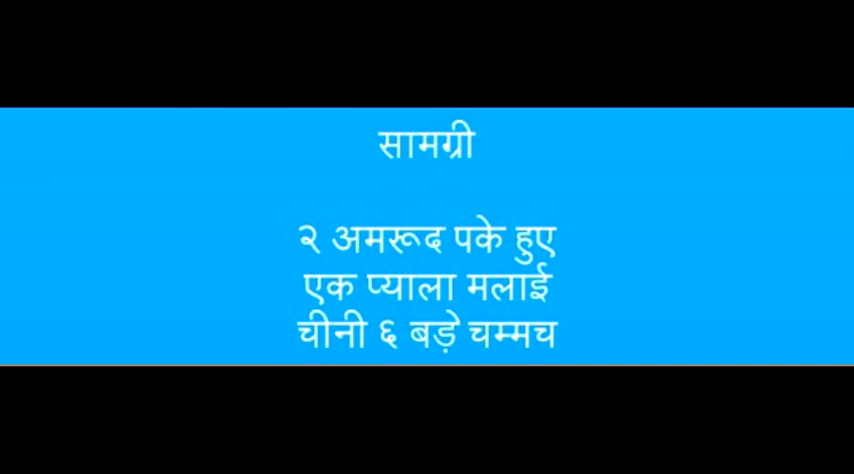 सामग्री
२ अमरूद पके हुए
एक प्याला मलाई
चीनी ६ बड़े चम्मच